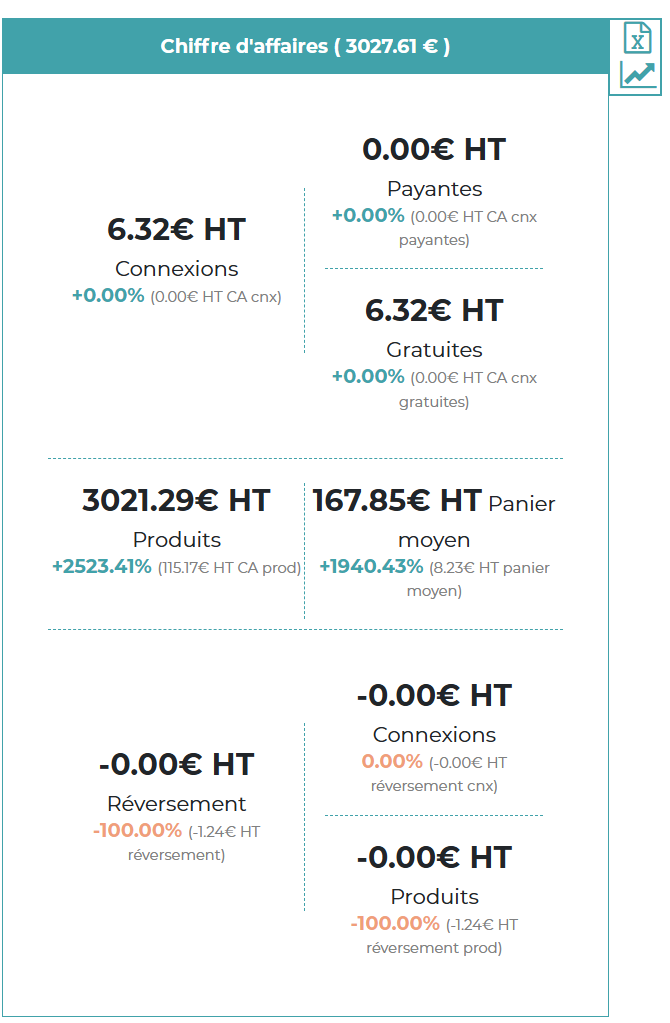 Chiffre d'affaires ( 3027.61 € )
X
6.32€ HT
Connexions
+0.00% (0.00€ HT CA cnx)
0.00€ HT
Payantes
+0.00% (0.00€ HT CA cnx
payantes)
6.32€ HT
Gratuites
+0.00% (0.00€ HT CA cnx
gratuites)
3021.29€ HT
Produits
+2523.41% (115.17€ HT CA prod)
167.85€ HT Panier
moyen
+1940.43% (8.23€ HT panier
moyen)
-0.00€ HT
Réversement
-100.00% (-1.24€ HT
réversement)
-0.00€ HT
Connexions
0.00% (-0.00€ HT
réversement cnx)
-0.00€ HT
Produits
-100.00% (-1.24€ HT
réversement prod)